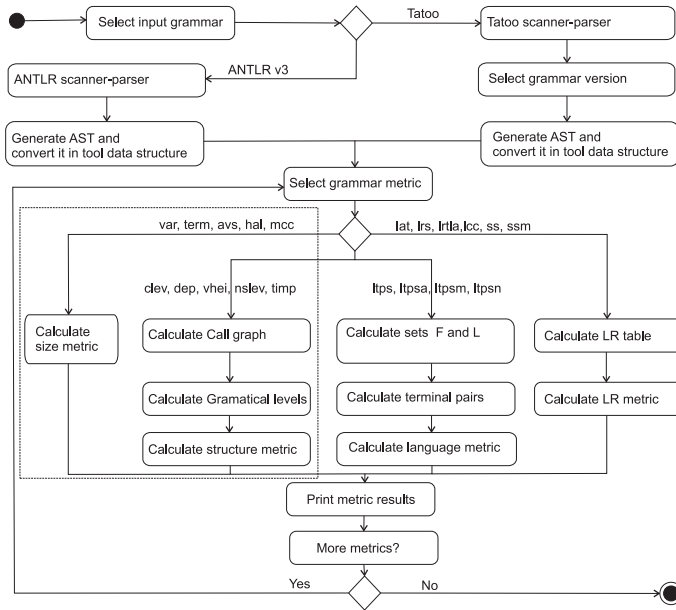 Select input grammar
Tatoo
Tatoo scanner-parser
ANTLR v3
ANTLR scanner-parser
Select grammar version
Generate AST and
convert it in tool data structure
Generate AST and
convert it in tool data structure
Select grammar metric
var, term, avs, hal, mcc
lat, lrs, lrtla,lcc, ss, ssm
clev, dep, vhei, nslev, timp
ltps, ltpsa, ltpsm, ltpsn
Calculate
size metric
Calculate Call graph
Calculate sets F and L
Calculate LR table
Calculate Gramatical levels
Calculate terminal pairs
Calculate LR metric
Calculate structure metric
Calculate language metric
Print metric results
More metrics?
Yes
No